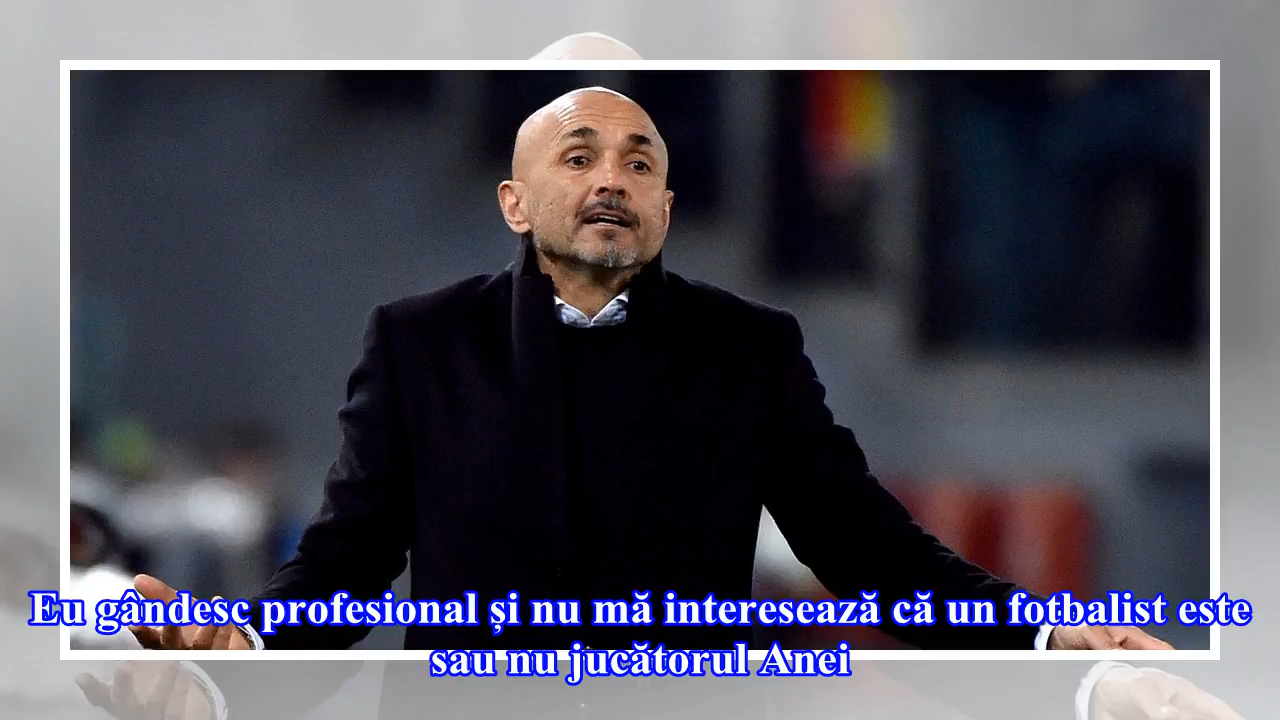 Eu gândesc profesional și nu mă interesează că un fotbalist este
sau nu jucătorul Anei